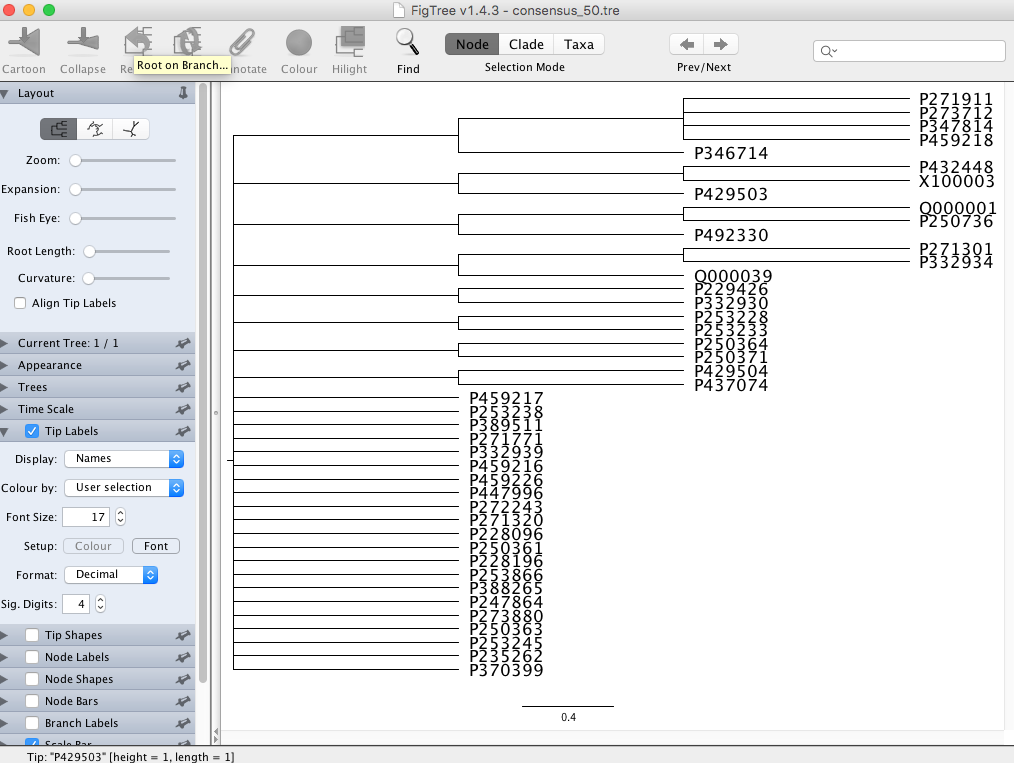 FigTree v1.4.3 - consensus_50.tre
Cartoon Collapse Colour Hilight Find
Root on Branch...
Node Clade Taxa
Selection Mode
Prev/Next
Layout
Zoom:
Expansion:
Fish Eye:
Root Length:
Curvature:
Align Tip Labels
Current Tree: 1 / 1
Appearance
Trees
Time Scale
Tip Labels
Display: Names
Colour by: User selection
Font Size: 17
Setup: Colour Font
Format: Decimal
Sig. Digits: 4
Tip Shapes
Node Labels
Node Shapes
Node Bars
Branch Labels
Scale Bar
P271911
P273712
P347814
P459218
P346714
P432448
X100003
P429503
Q000001
P250736
P492330
P271301
P332934
Q000039
P229426
P332930
P253228
P253233
P250364
P250371
P429504
P437074
P459217
P253238
P389511
P271771
P332939
P459216
P459226
P447996
P272243
P271320
P228096
P250361
P228196
P253866
P388265
P247864
P273880
P250363
P253245
P235262
P370399
0.4
Tip: "P429503" [height = 1, length = 1]